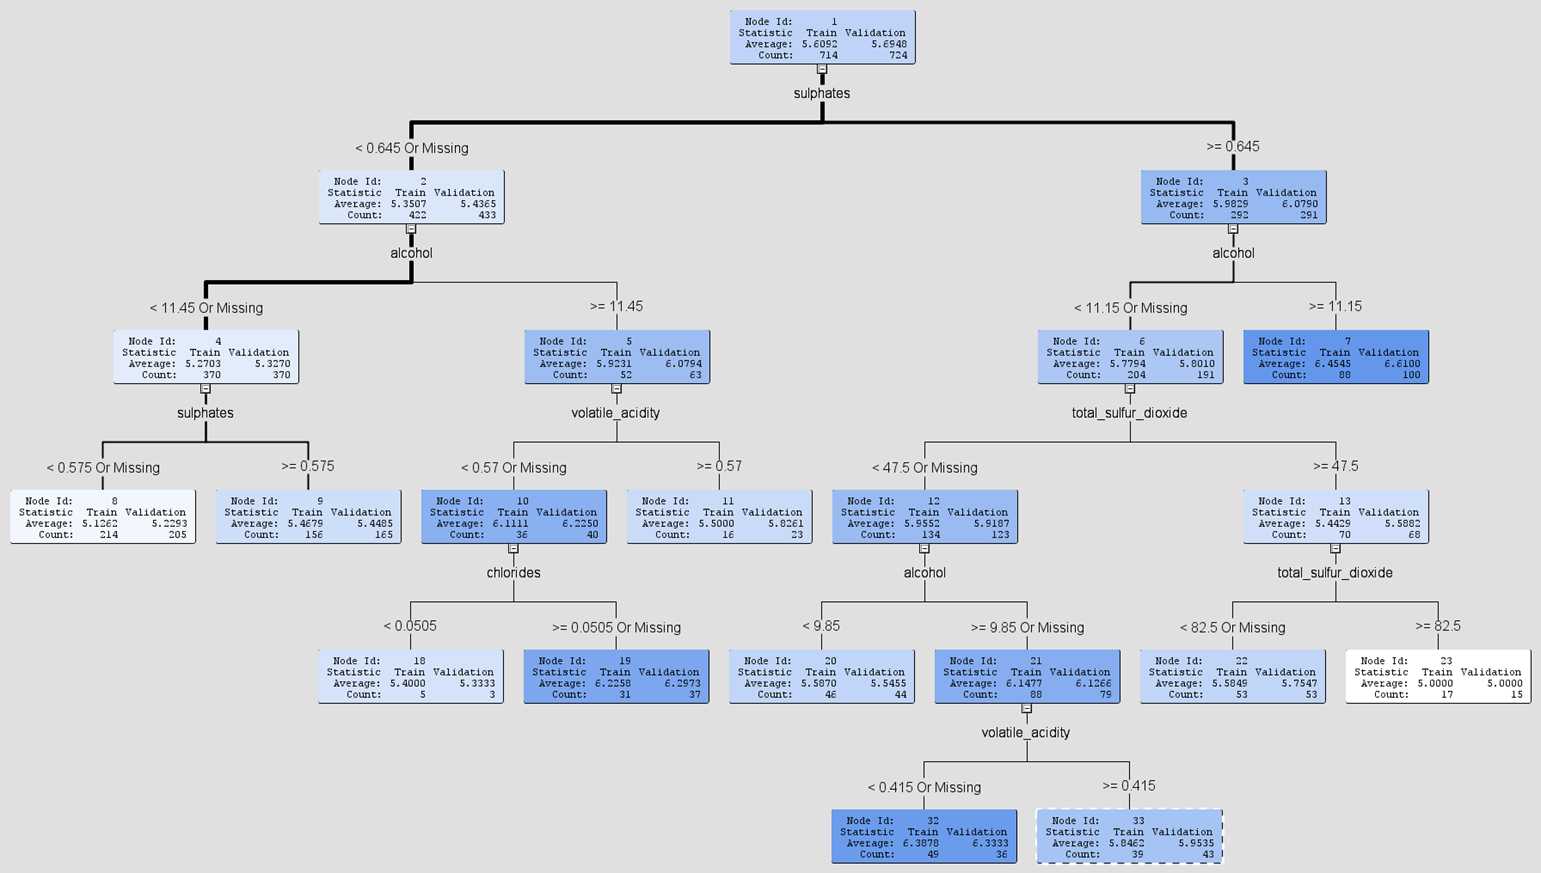 Node Id: 1
Statistic Train Validation
Average: 5.6092 5.6948
Count: 714 724
sulphates
< 0.645 Or Missing
>= 0.645
Node Id: 2
Statistic Train Validation
Average: 5.3507 5.4365
Count: 422 433
Node Id: 3
Statistic Train Validation
Average: 5.9829 6.0790
Count: 292 291
alcohol
alcohol
< 11.45 Or Missing
>= 11.45
< 11.15 Or Missing
>= 11.15
Node Id: 4
Statistic Train Validation
Average: 5.2703 5.3270
Count: 370 370
Node Id: 5
Statistic Train Validation
Average: 5.9231 6.0794
Count: 52 63
Node Id: 6
Statistic Train Validation
Average: 5.7794 5.8010
Count: 204 191
Node Id: 7
Statistic Train Validation
Average: 6.4545 6.6100
Count: 88 100
sulphates
volatile_acidity
total_sulfur_dioxide
< 0.575 Or Missing
>= 0.575
< 0.57 Or Missing
>= 0.57
< 47.5 Or Missing
>= 47.5
Node Id: 8
Statistic Train Validation
Average: 5.1262 5.2293
Count: 214 205
Node Id: 9
Statistic Train Validation
Average: 5.4679 5.4485
Count: 156 165
Node Id: 10
Statistic Train Validation
Average: 6.1111 6.2250
Count: 36 40
Node Id: 11
Statistic Train Validation
Average: 5.5000 5.8261
Count: 16 23
Node Id: 12
Statistic Train Validation
Average: 5.9552 5.9187
Count: 134 123
Node Id: 13
Statistic Train Validation
Average: 5.4429 5.5882
Count: 70 68
chlorides
alcohol
total_sulfur_dioxide
< 0.0505
>= 0.0505 Or Missing
< 9.85
>= 9.85 Or Missing
< 82.5 Or Missing
>= 82.5
Node Id: 18
Statistic Train Validation
Average: 5.4000 5.3333
Count: 5 3
Node Id: 19
Statistic Train Validation
Average: 6.2258 6.2973
Count: 31 37
Node Id: 20
Statistic Train Validation
Average: 5.5870 5.5455
Count: 46 44
Node Id: 21
Statistic Train Validation
Average: 6.1477 6.1266
Count: 88 79
Node Id: 22
Statistic Train Validation
Average: 5.5849 5.7547
Count: 53 53
Node Id: 23
Statistic Train Validation
Average: 5.0000 5.0000
Count: 17 15
volatile_acidity
< 0.415 Or Missing
>= 0.415
Node Id: 32
Statistic Train Validation
Average: 6.3878 6.3333
Count: 49 36
Node Id: 33
Statistic Train Validation
Average: 5.8462 5.9535
Count: 39 43